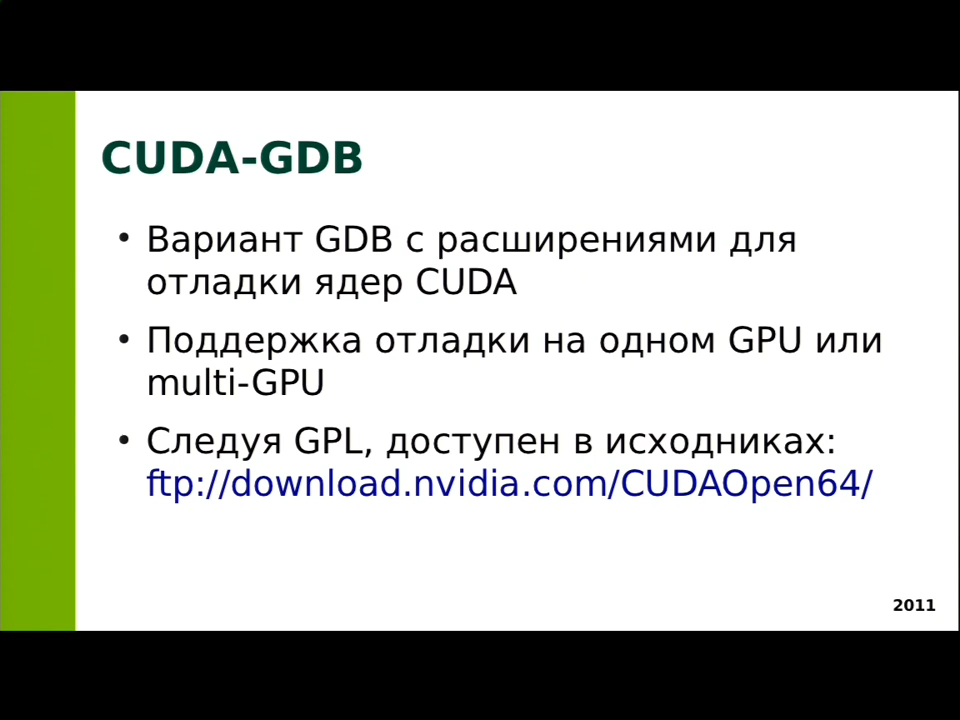 CUDA-GDB
• Вариант GDB с расширениями для
отладки ядер CUDA
• Поддержка отладки на одном GPU или
multi-GPU
• Следуя GPL, доступен в исходниках:
ftp://download.nvidia.com/CUDAOpen64/
2011